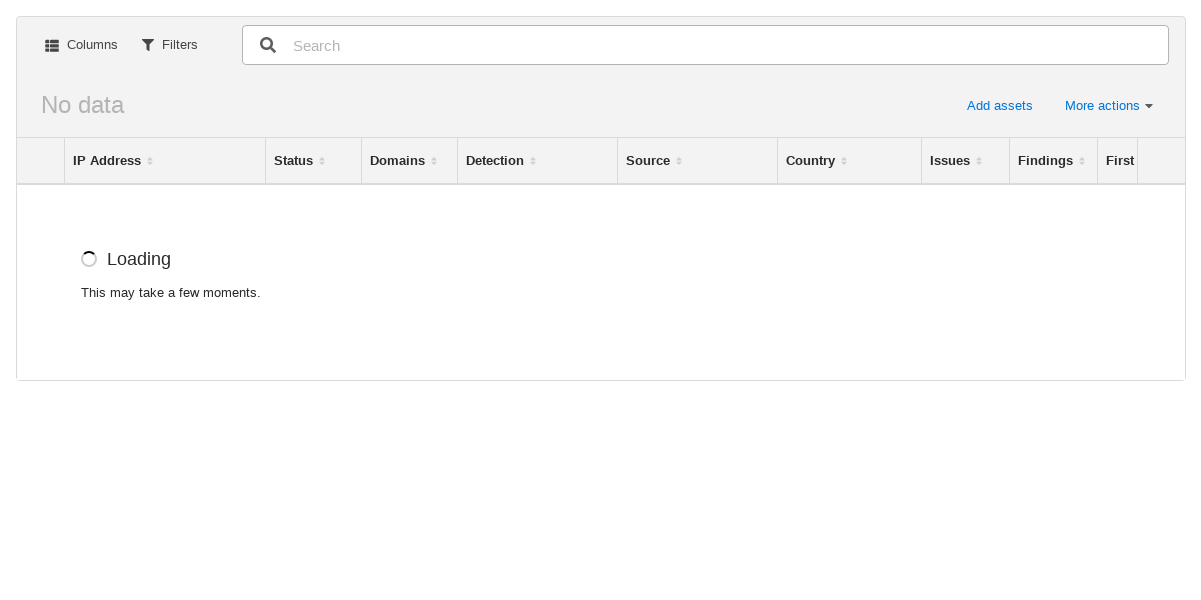 Columns Filters Search
No data Add assets More actions
IP Address Status Domains Detection Source Country Issues Findings First
Loading
This may take a few moments.